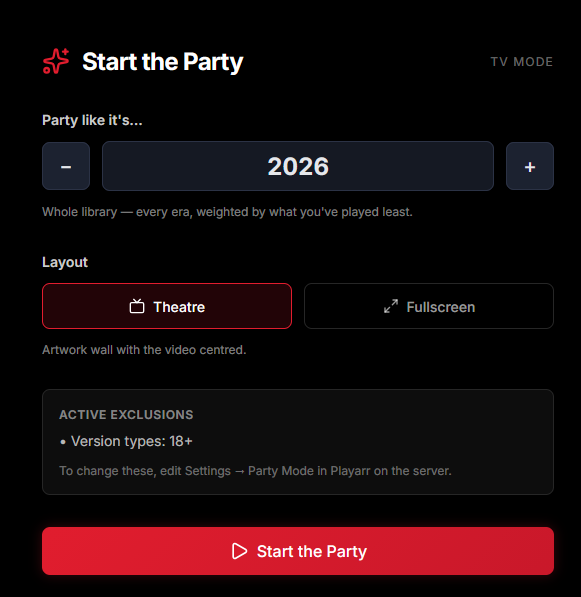 Start the Party
TV MODE
Party like it's...
−
2026
+
Whole library — every era, weighted by what you've played least.
Layout
Theatre
Fullscreen
Artwork wall with the video centred.
ACTIVE EXCLUSIONS
• Version types: 18+
To change these, edit Settings → Party Mode in Playarr on the server.
Start the Party